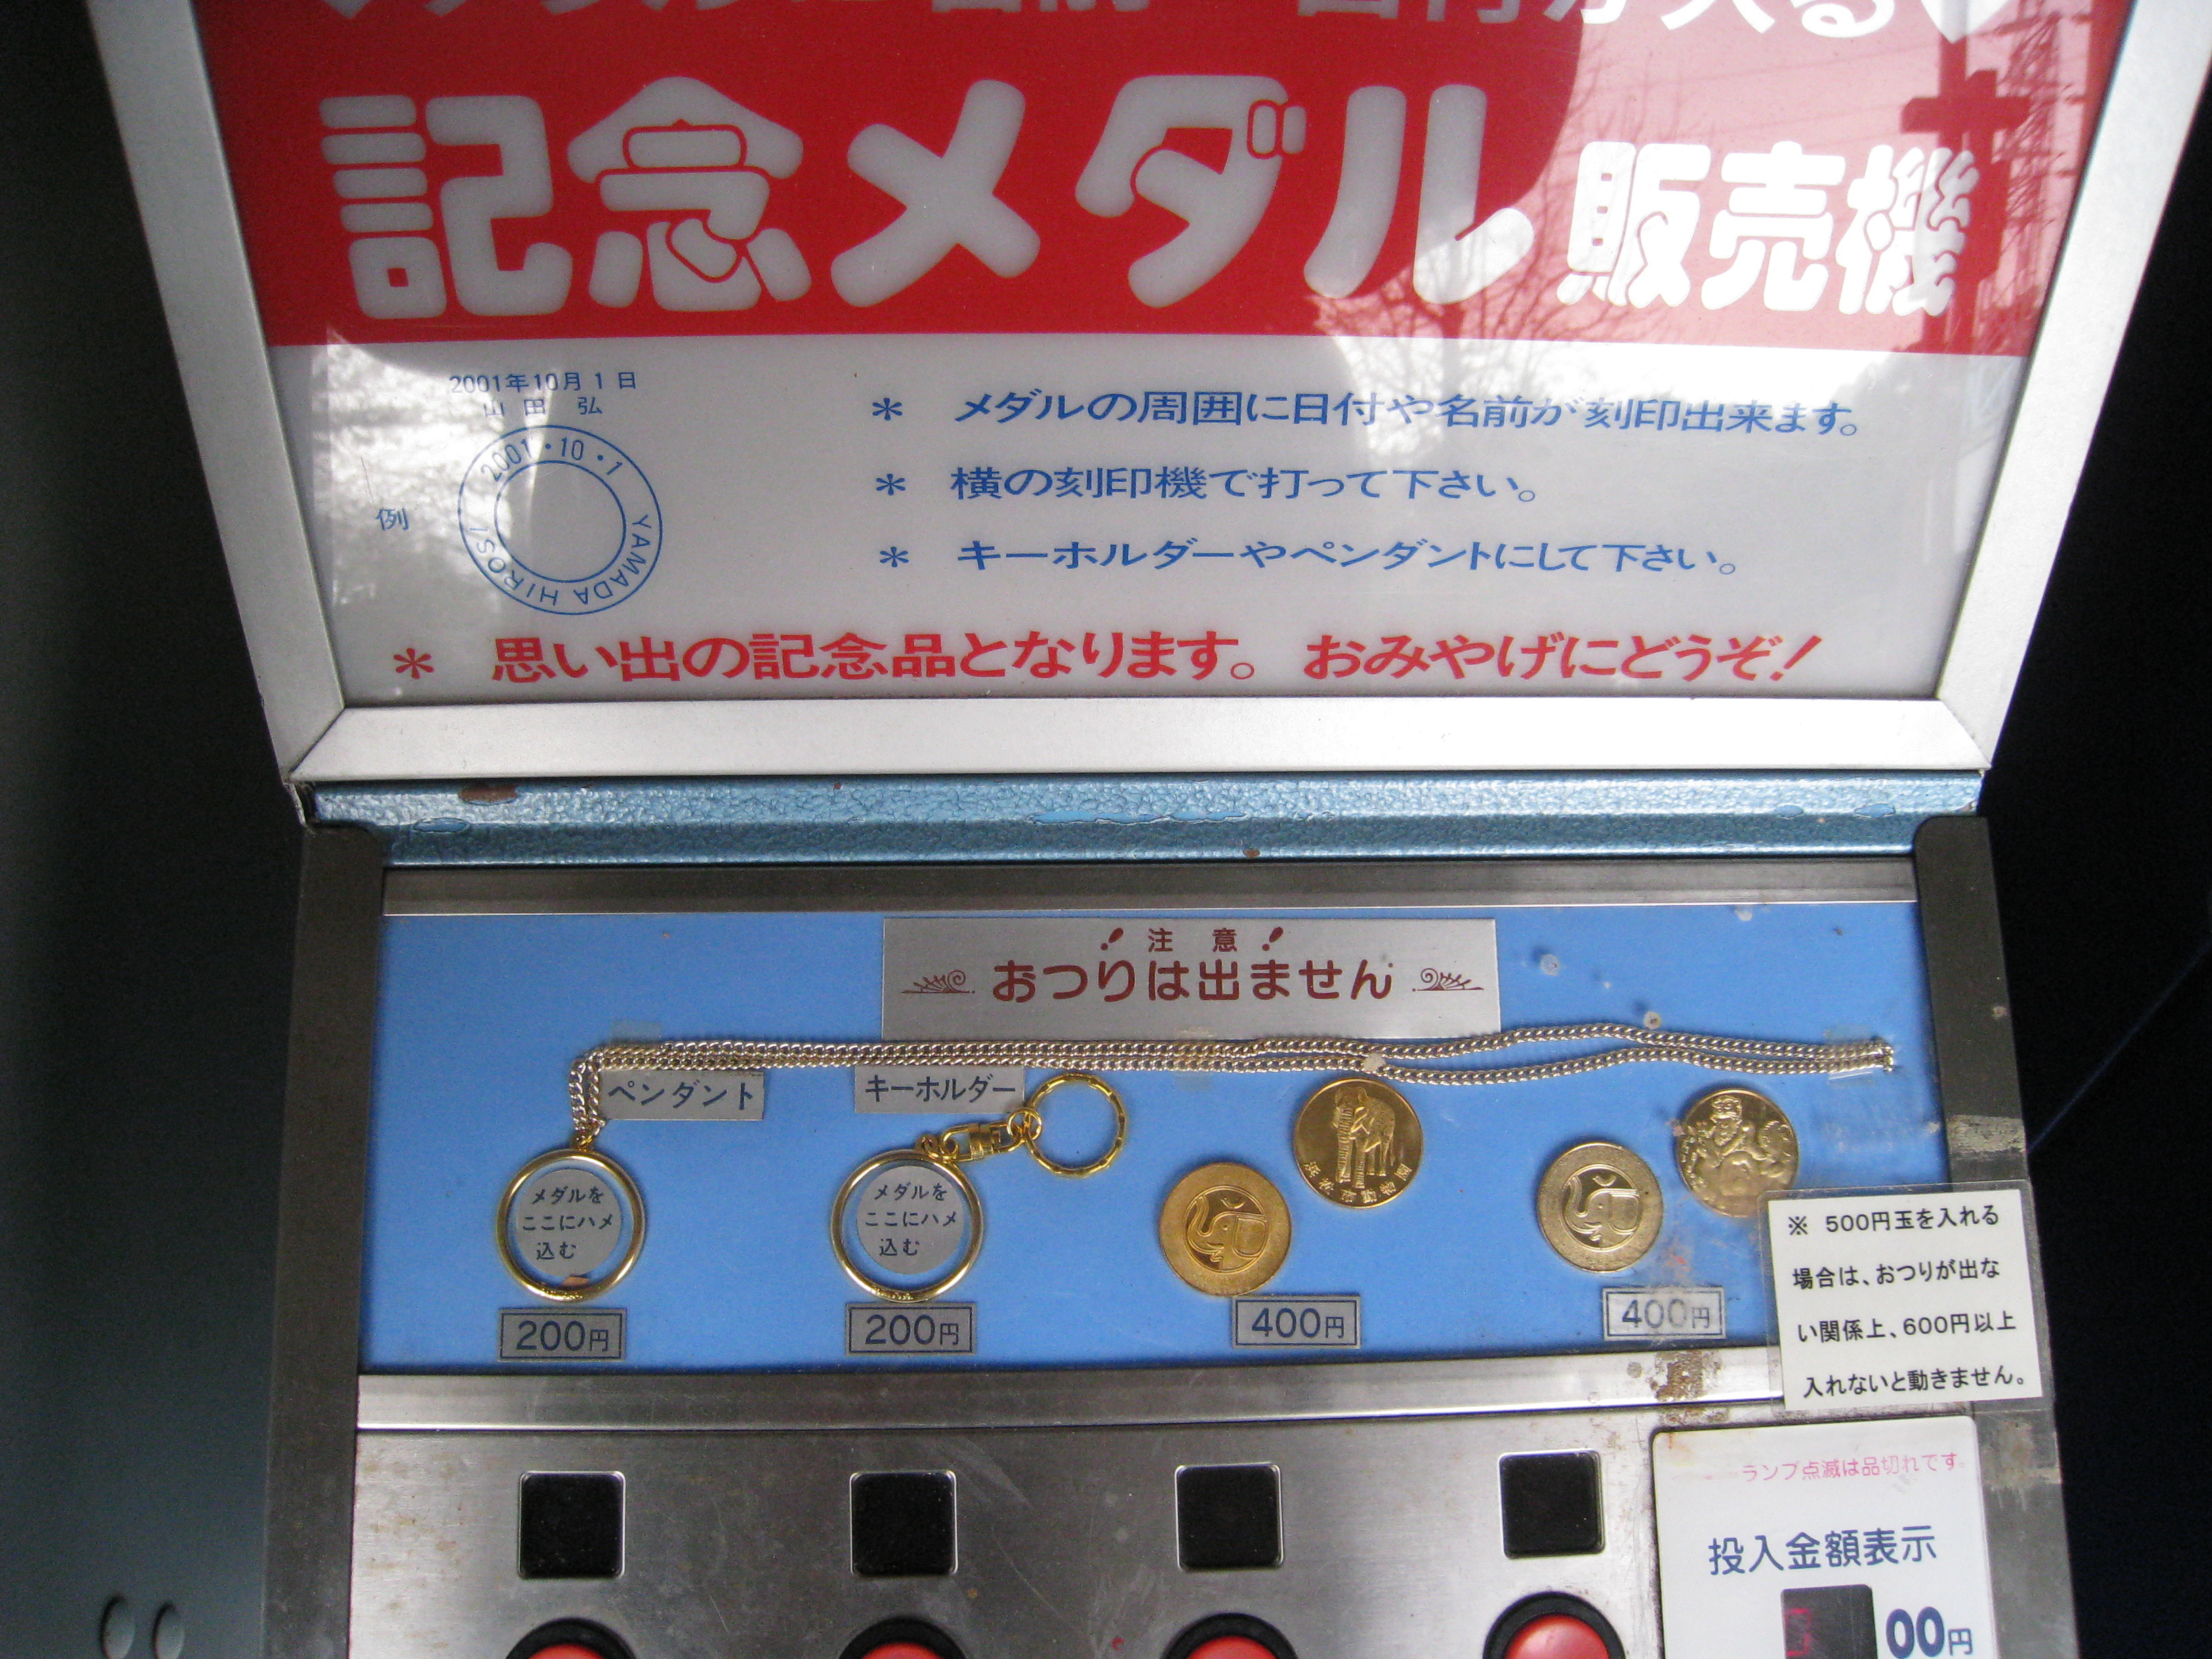 記念メダル 販売機
2001年10月1日
山田 弘
例
2001・10・1 YAMADA HIROSI
* メダルの周囲に日付や名前が刻印出来ます。
* 横の刻印機で打って下さい。
* キーホルダーやペンダントにして下さい。
* 思い出の記念品となります。 おみやげにどうぞ!
!注意!
おつりは出ません
ペンダント
キーホルダー
メダルを
ここにハメ
込む
メダルを
ここにハメ
込む
浜松市動物園
200円
200円
400円
400円
※ 500円玉を入れる
場合は、おつりが出な
い関係上、600円以上
入れないと動きません。
ランプ点滅は品切れです。
投入金額表示
00円